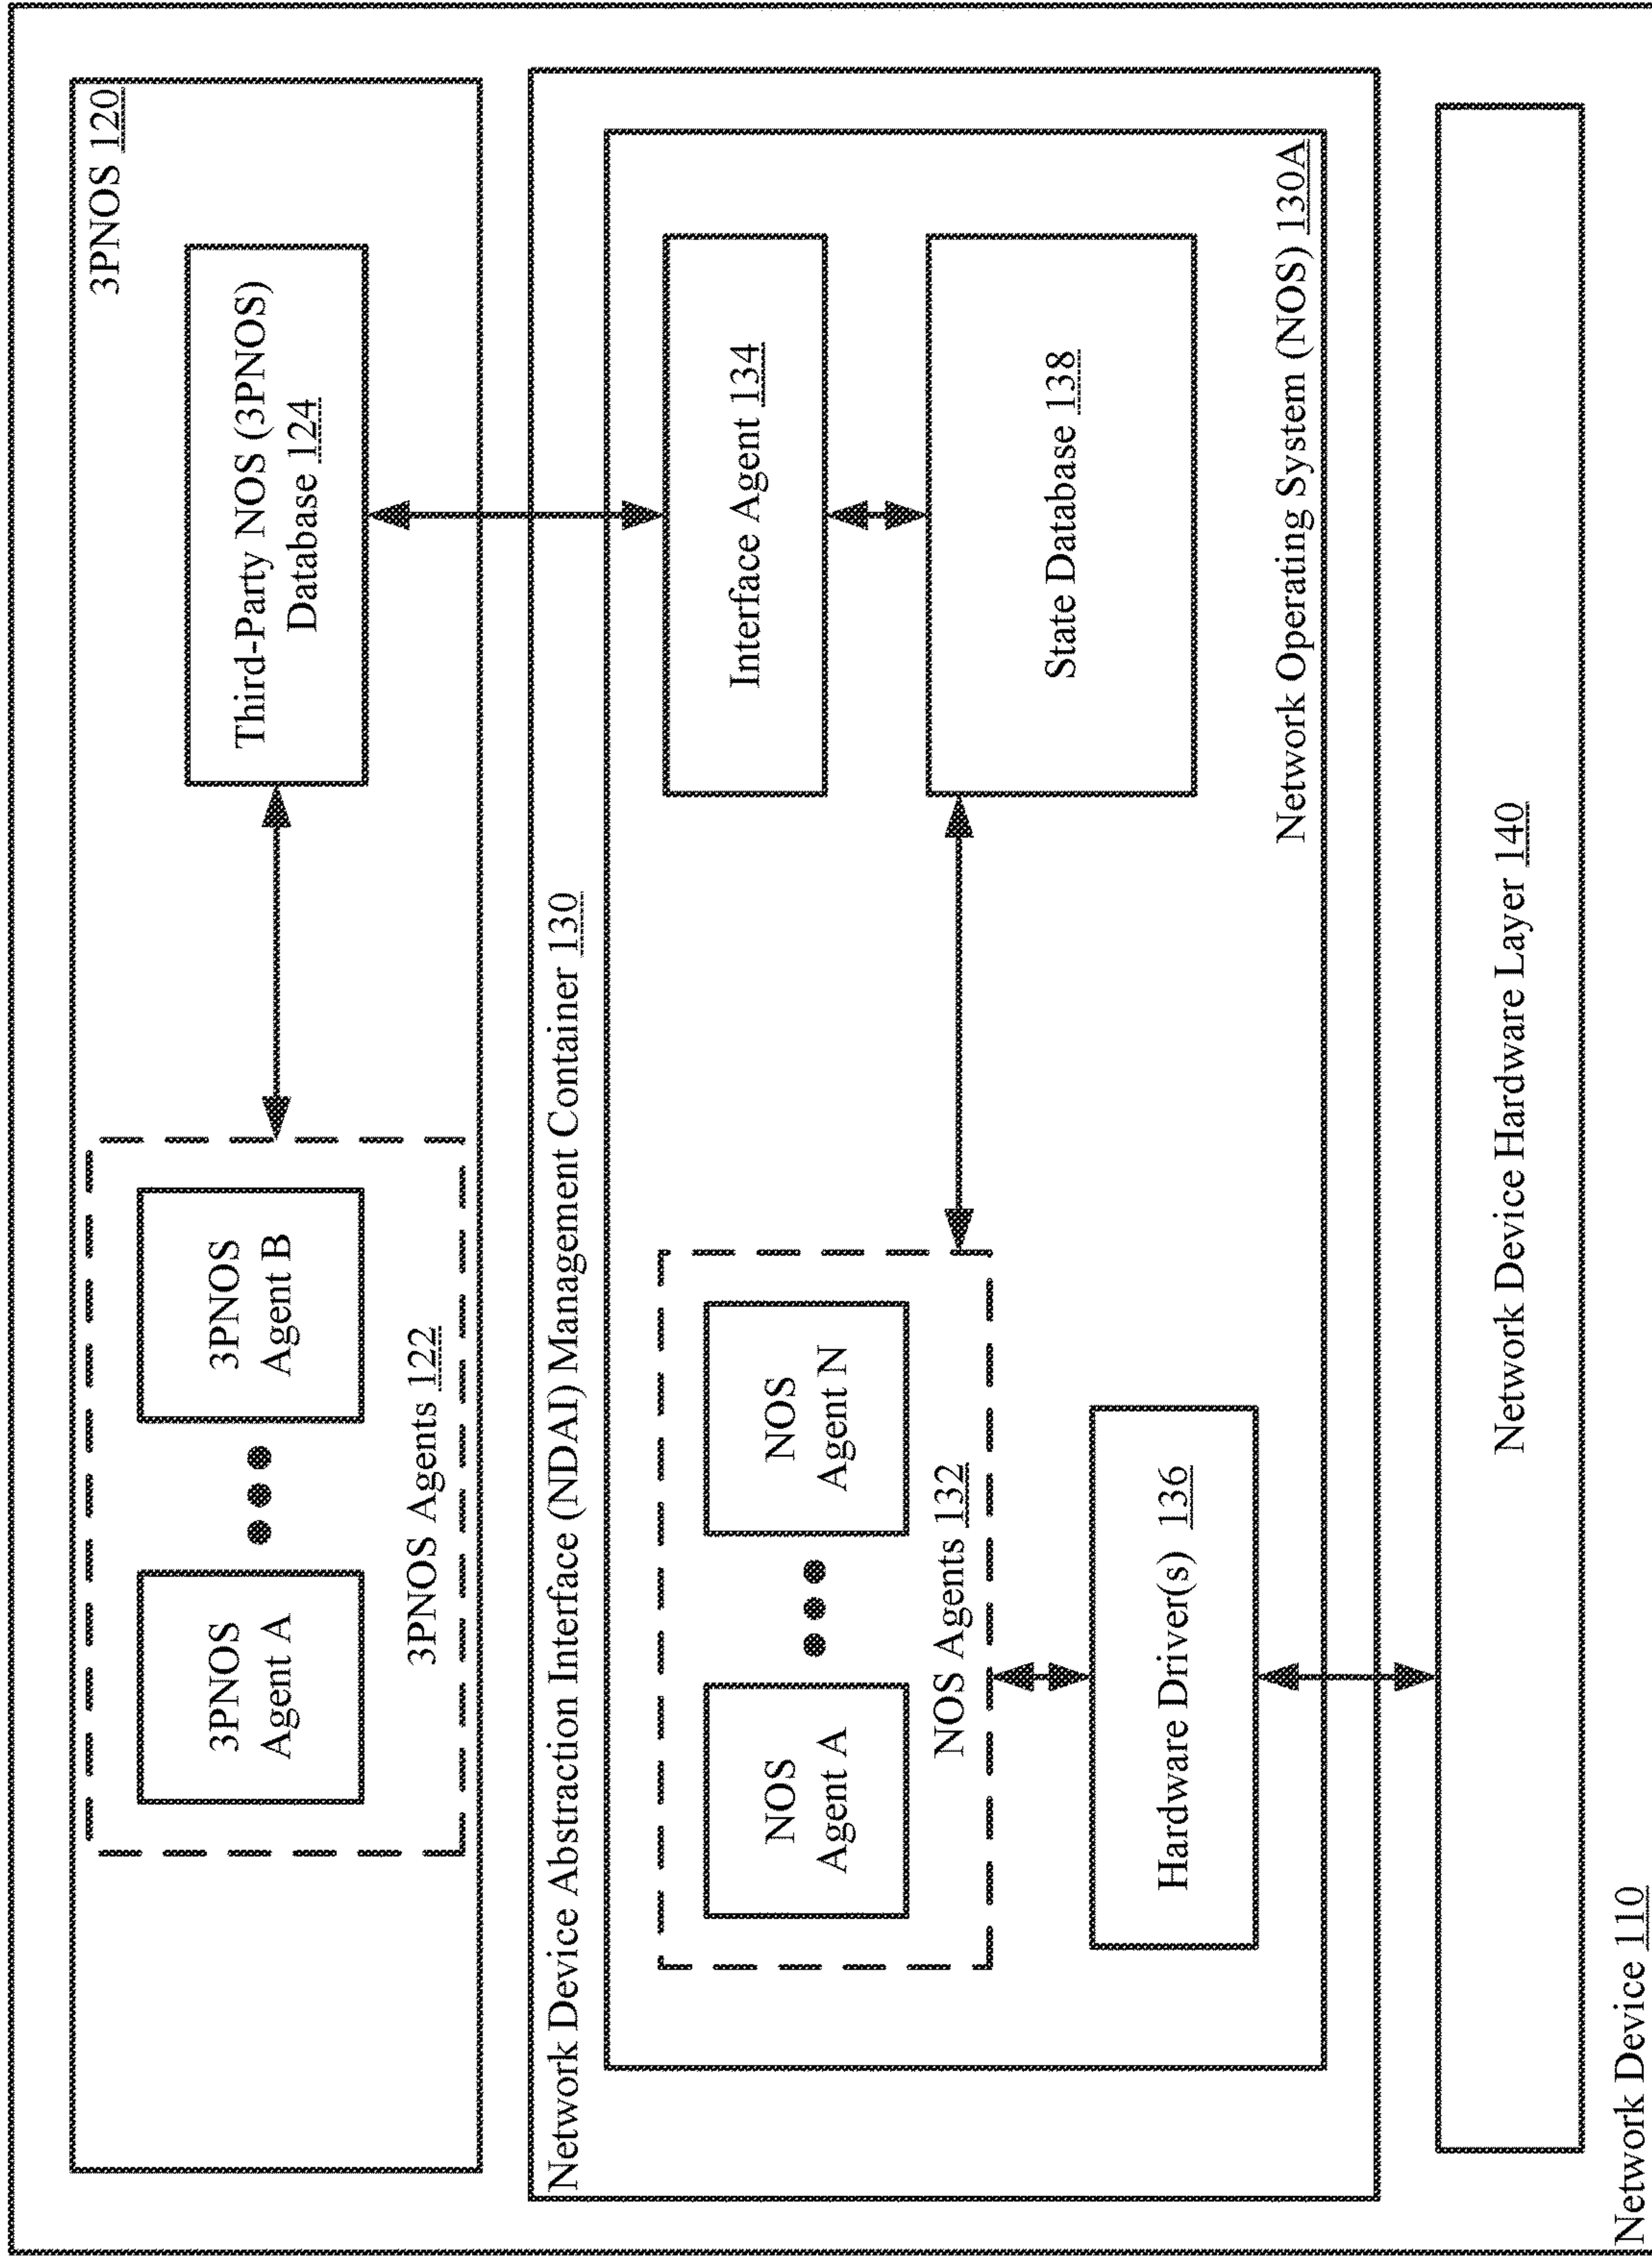 3PNOS 120
3PNOS
Agent A
3PNOS
Agent B
3PNOS Agents 122
Third-Party NOS (3PNOS)
Database 124
Network Device Abstraction Interface (NDAI) Management Container 130
NOS
Agent A
NOS
Agent N
NOS Agents 132
Interface Agent 134
Hardware Driver(s) 136
State Database 138
Network Operating System (NOS) 130A
Network Device Hardware Layer 140
Network Device 110